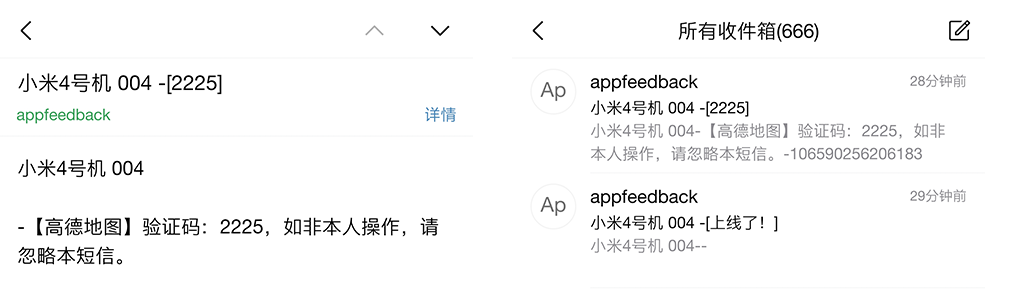 小米4号机 004 -[2225]
appfeedback
详情
小米4号机 004
-【高德地图】验证码：2225，如非本人操作，请
忽略本短信。
所有收件箱(666)
Ap
appfeedback
28分钟前
小米4号机 004 -[2225]
小米4号机 004-【高德地图】验证码：2225，如非
本人操作，请忽略本短信。-106590256206183
Ap
appfeedback
29分钟前
小米4号机 004 -[上线了！]
小米4号机 004--